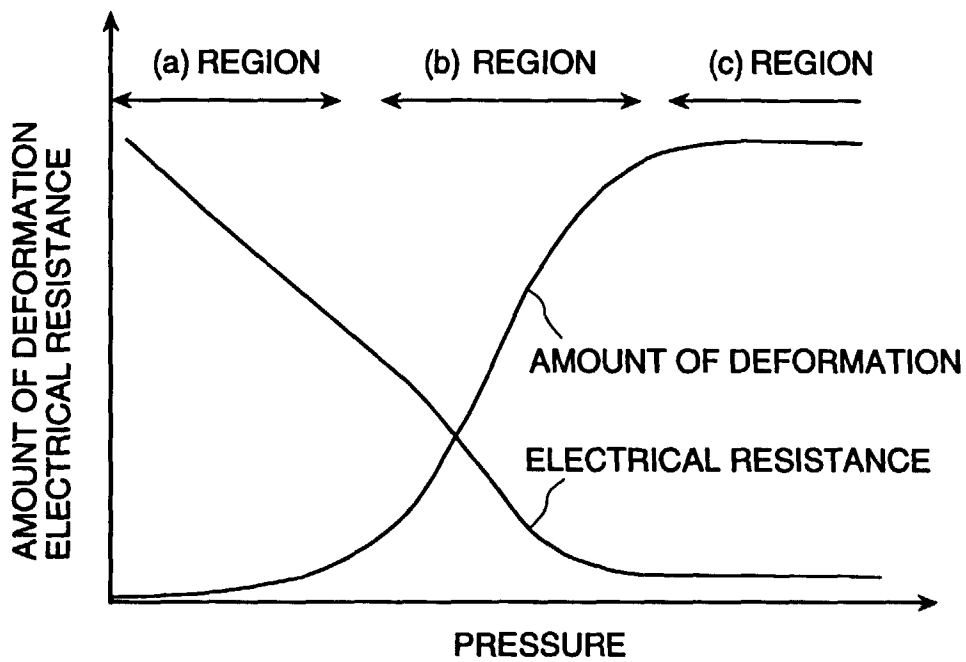 (a) REGION
(b) REGION
(c) REGION
AMOUNT OF DEFORMATION
ELECTRICAL RESISTANCE
AMOUNT OF DEFORMATION
ELECTRICAL RESISTANCE
PRESSURE